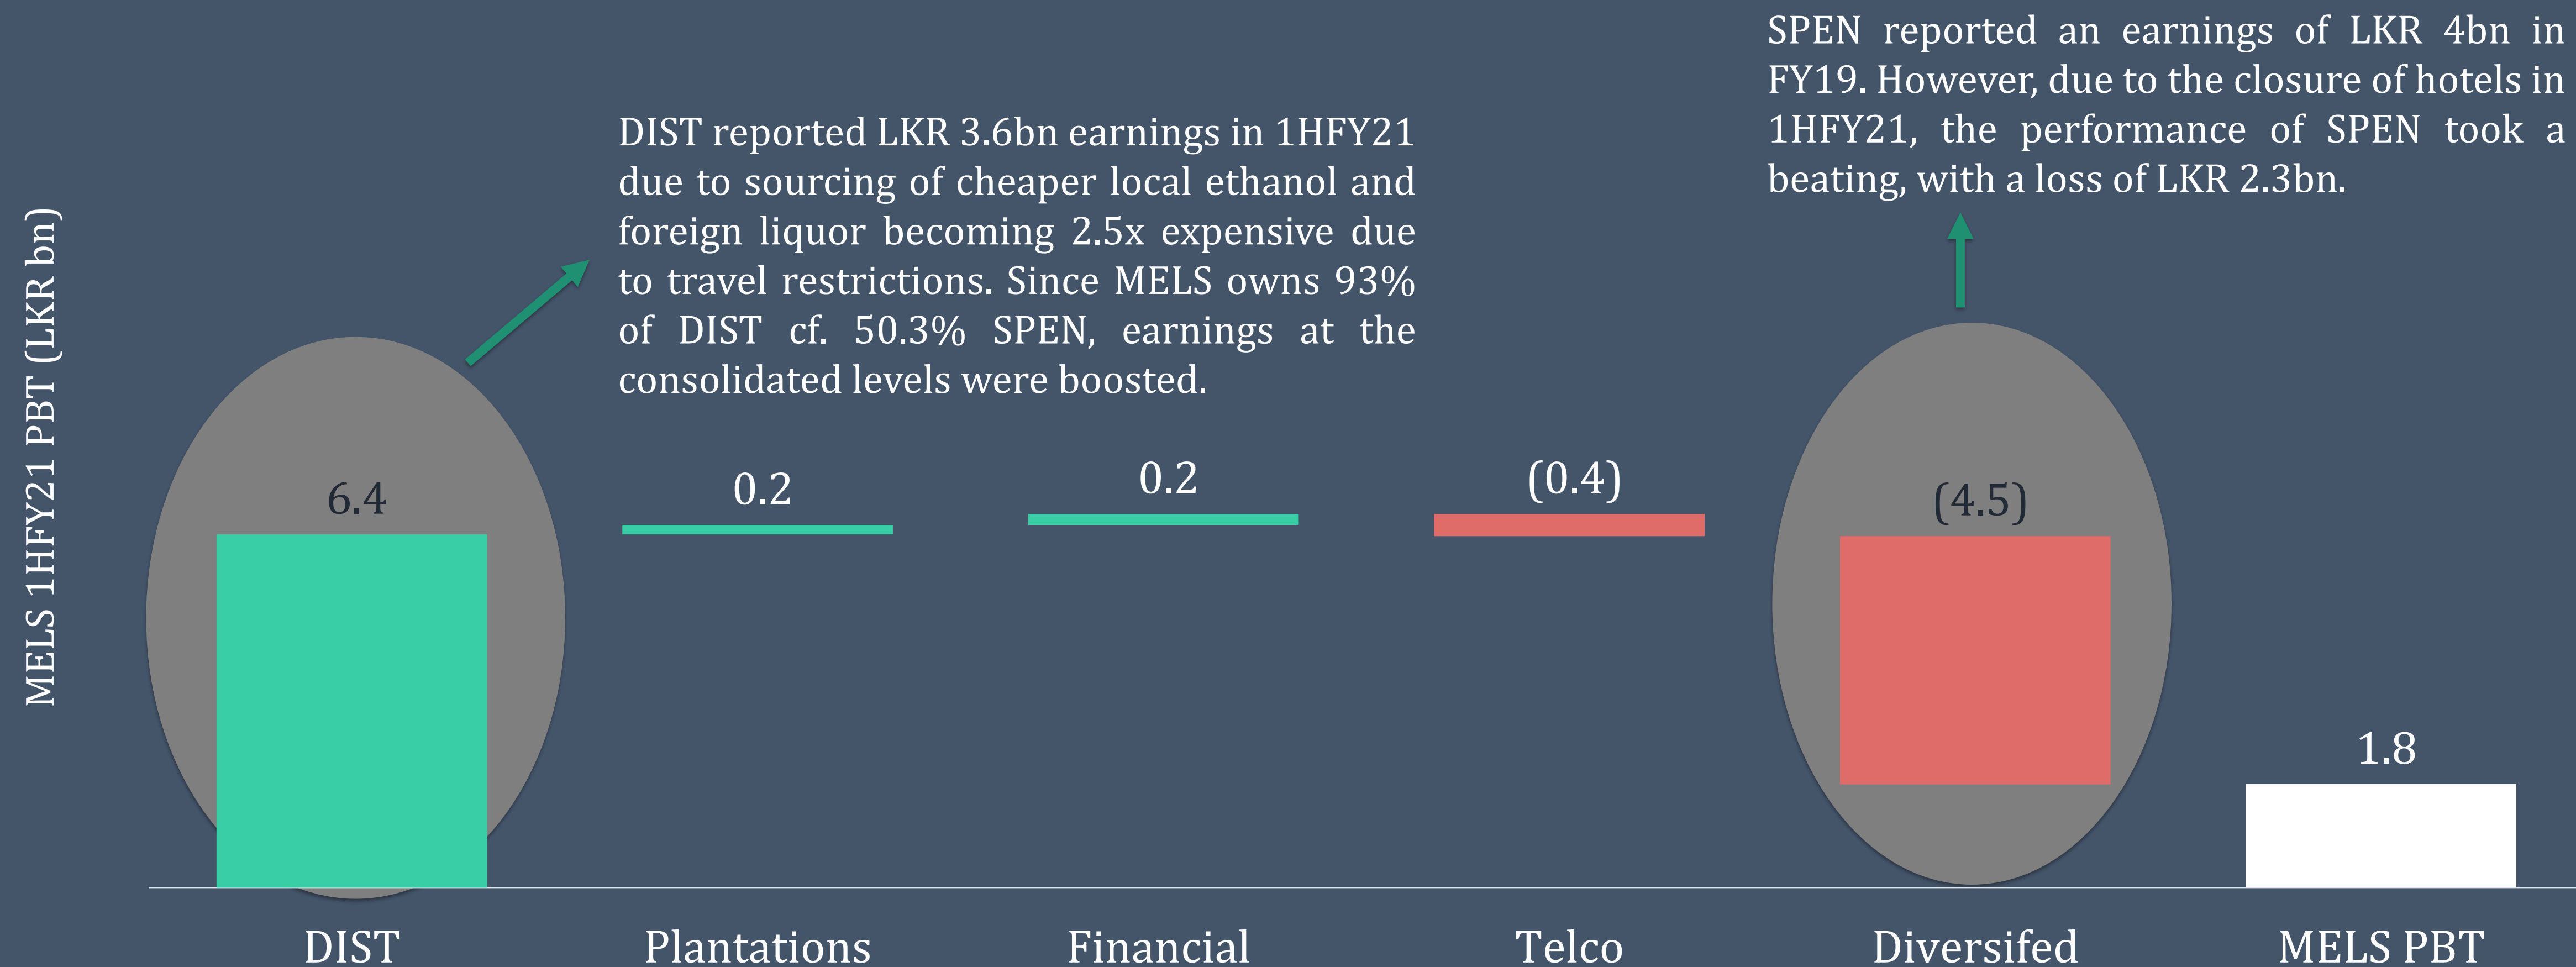 SPEN reported an earnings of LKR 4bn in
FY19. However, due to the closure of hotels in
1HFY21, the performance of SPEN took a
beating, with a loss of LKR 2.3bn.
DIST reported LKR 3.6bn earnings in 1HFY21
due to sourcing of cheaper local ethanol and
foreign liquor becoming 2.5x expensive due
to travel restrictions. Since MELS owns 93%
of DIST cf. 50.3% SPEN, earnings at the
consolidated levels were boosted.
MELS 1HFY21 PBT (LKR bn)
6.4
0.2
0.2
(0.4)
(4.5)
1.8
DIST
Plantations
Financial
Telco
Diversifed
MELS PBT